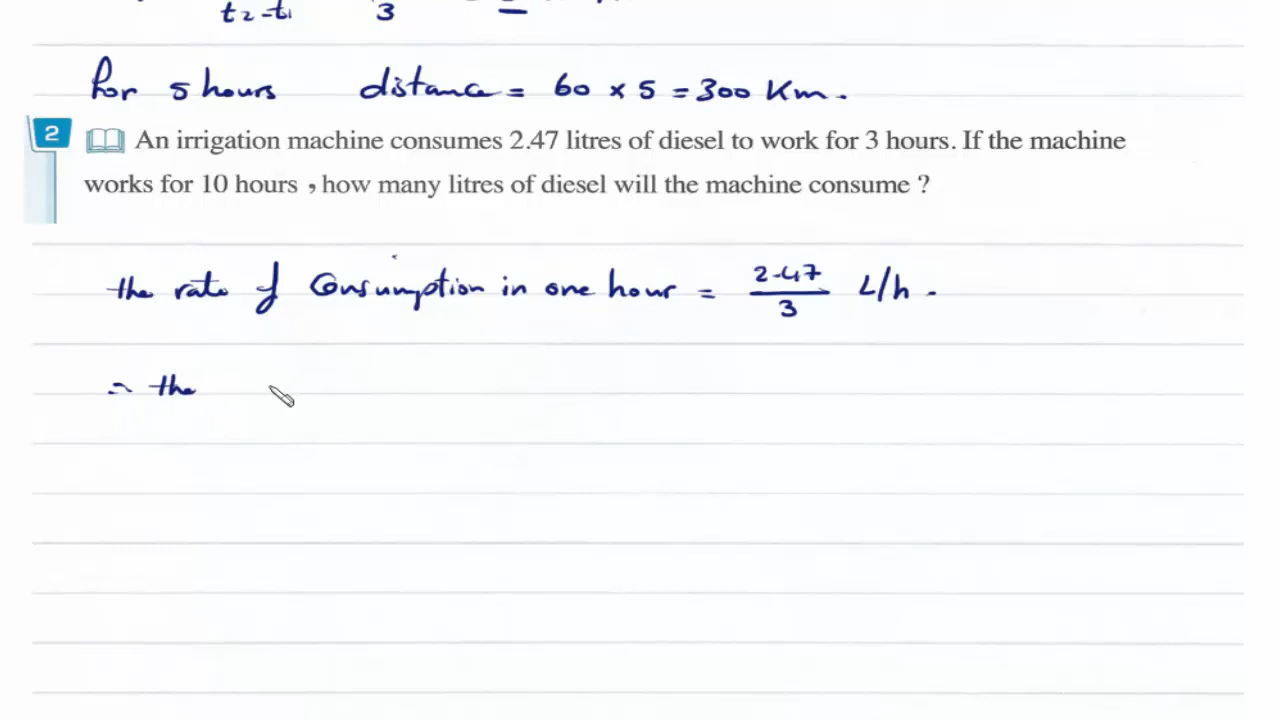 t2-t1 3
for 5 hours distance = 60 × 5 = 300 Km.
2 An irrigation machine consumes 2.47 litres of diesel to work for 3 hours. If the machine
works for 10 hours , how many litres of diesel will the machine consume ?
the rate of Consumption in one hour = 2.47/3 L/h.
∴ the